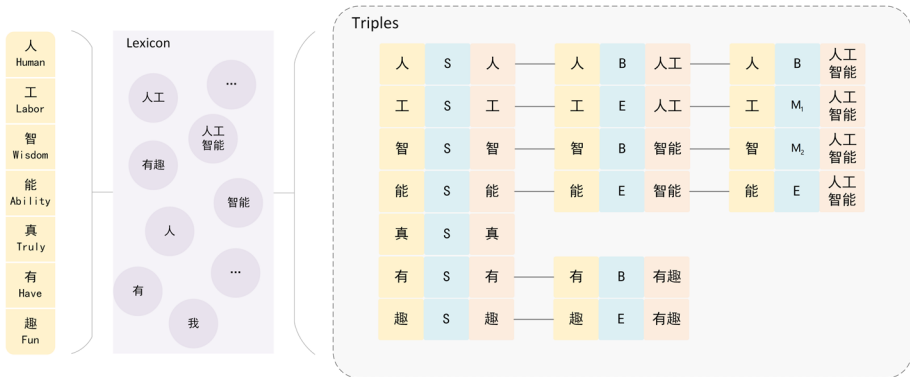 人
Human
工
Labor
智
Wisdom
能
Ability
真
Truly
有
Have
趣
Fun
Lexicon
人工
...
人工
智能
有趣
智能
人
...
有
我
Triples
人 S 人 人 B 人工 人 B 人工智能
工 S 工 工 E 人工 工 M₁ 人工智能
智 S 智 智 B 智能 智 M₂ 人工智能
能 S 能 能 E 智能 能 E 人工智能
真 S 真
有 S 有 有 B 有趣
趣 S 趣 趣 E 有趣